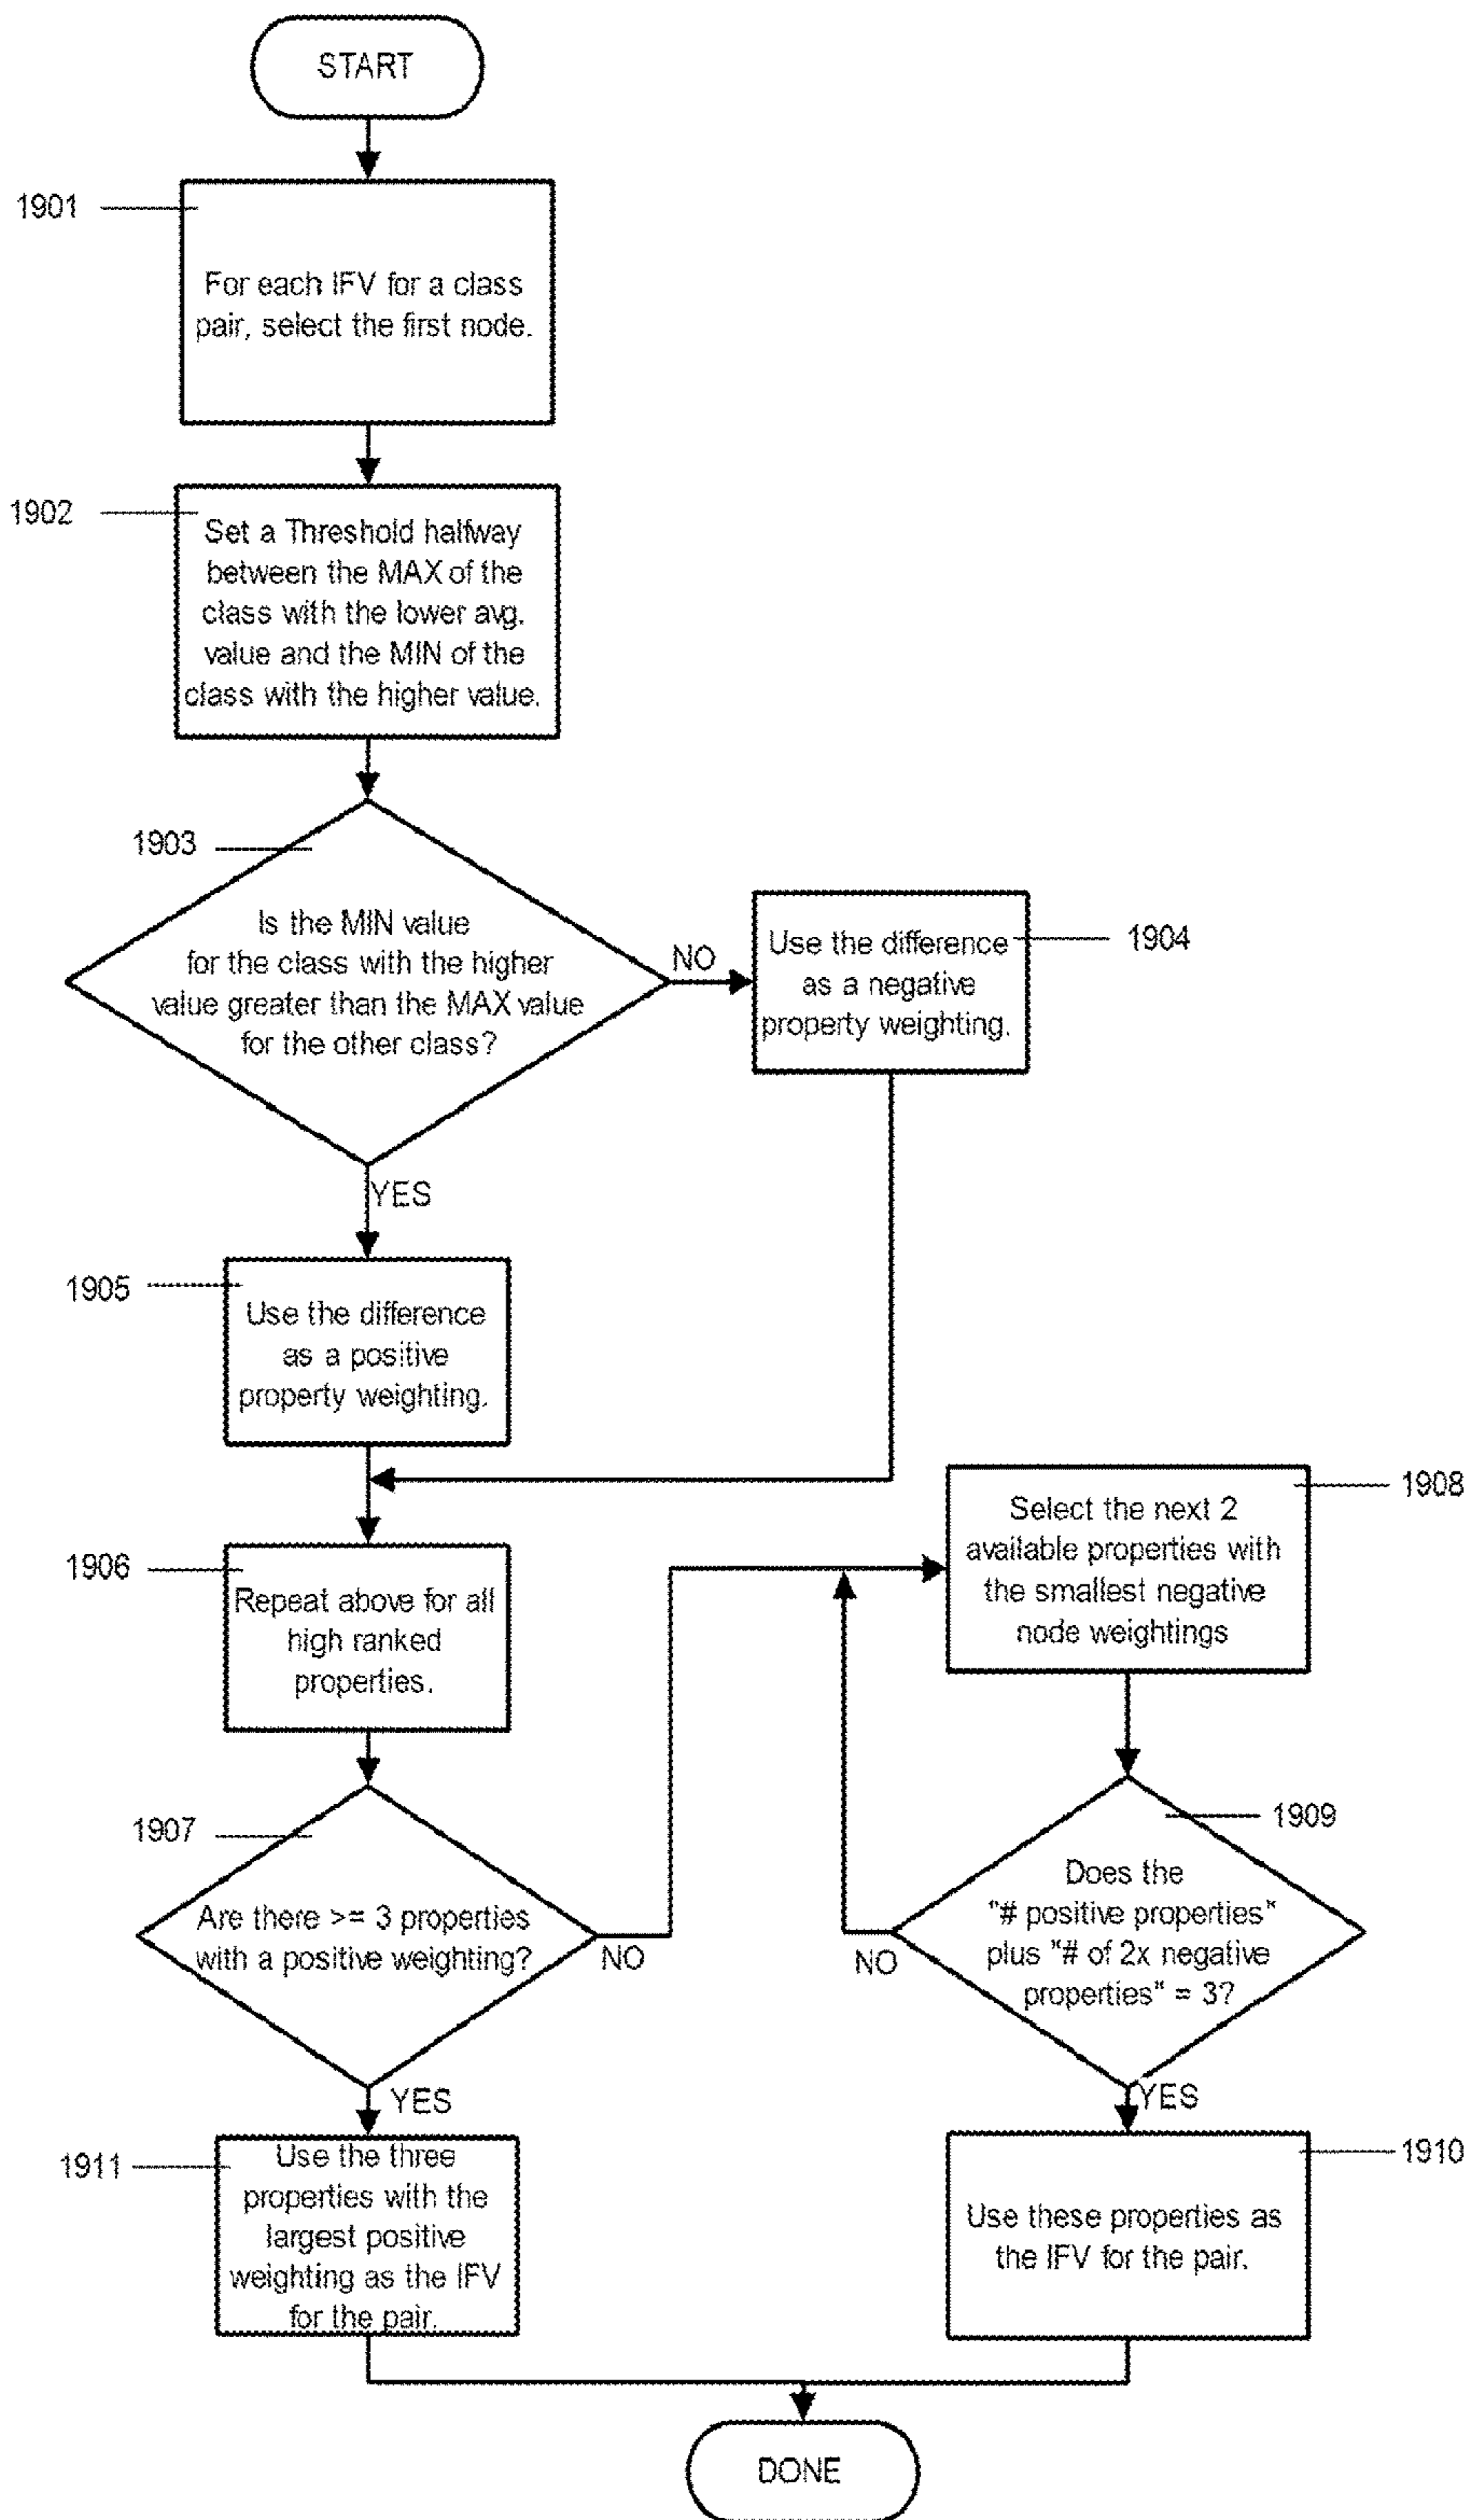 START
1901
For each IFV for a class
pair, select the first node.
1902
Set a Threshold halfway
between the MAX of the
class with the lower avg.
value and the MIN of the
class with the higher value.
1903
Is the MIN value
for the class with the higher
value greater than the MAX value
for the other class?
NO
Use the difference
as a negative
property weighting.
1904
YES
1905
Use the difference
as a positive
property weighting.
1906
Repeat above for all
high ranked
properties.
1907
Are there >= 3 properties
with a positive weighting?
NO
1908
Select the next 2
available properties with
the smallest negative
node weightings
1909
Does the
"# positive properties"
plus "# of 2x negative
properties" = 3?
NO
YES
1911
Use the three
properties with the
largest positive
weighting as the IFV
for the pair.
YES
1910
Use these properties as
the IFV for the pair.
DONE